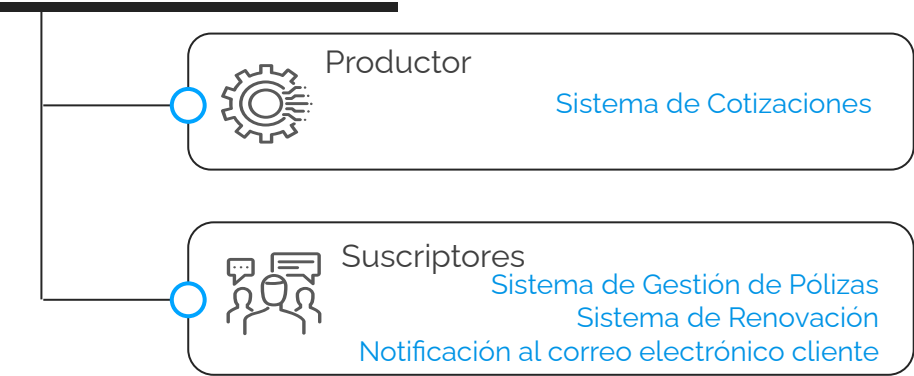 Productor
Sistema de Cotizaciones
Suscriptores
Sistema de Gestión de Pólizas
Sistema de Renovación
Notificación al correo electrónico cliente